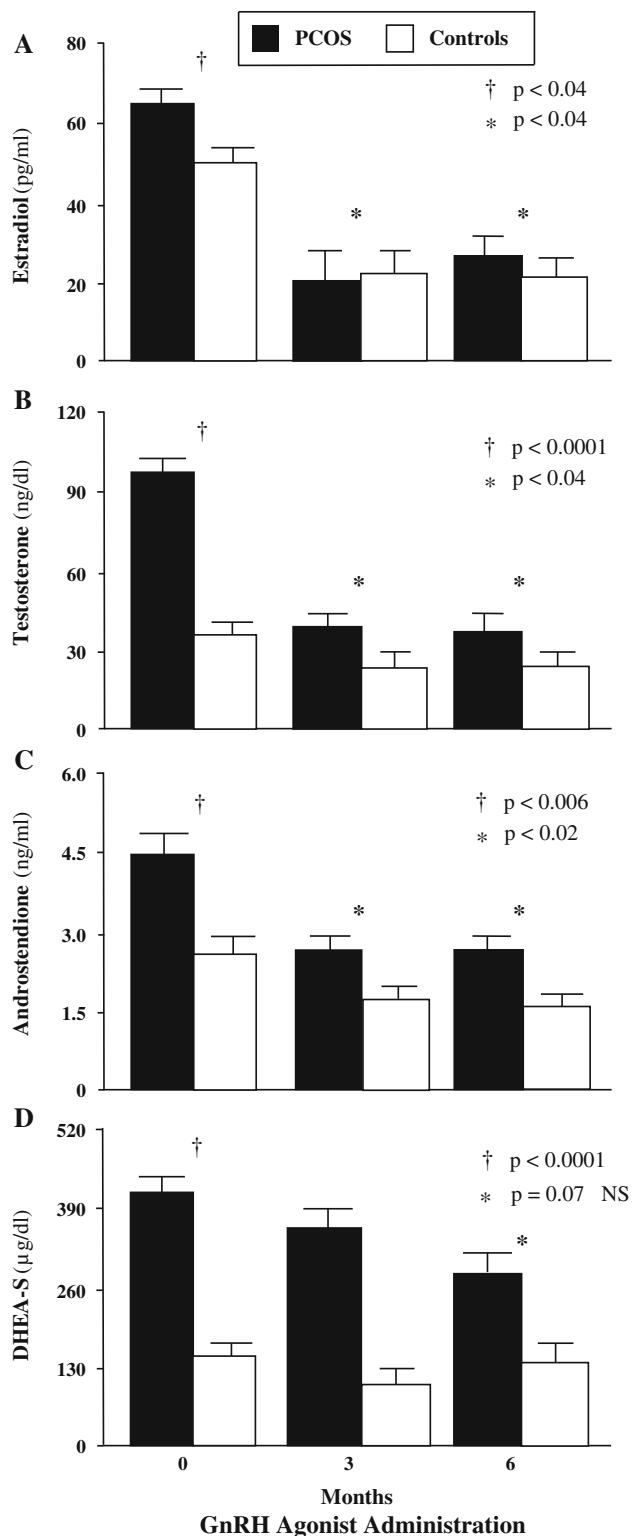 PCOS Controls
A
80
60
40
20
0
Estradiol (pg/ml)
†
† p < 0.04
* p < 0.04
*
*
B
120
90
60
30
0
Testosterone (ng/dl)
†
† p < 0.0001
* p < 0.04
*
*
C
6.0
4.5
3.0
1.5
0
Androstendione (ng/ml)
†
† p < 0.006
* p < 0.02
*
*
D
520
390
260
130
0
DHEA-S (µg/dl)
†
† p < 0.0001
* p = 0.07 NS
*
0 3 6
Months
GnRH Agonist Administration